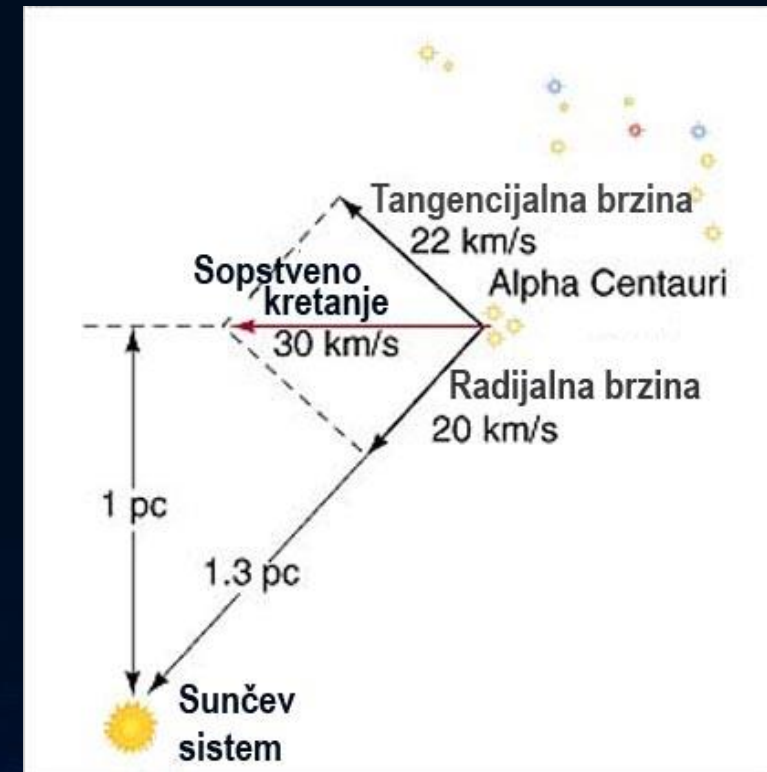 Tangencijalna brzina
22 km/s
Sopstveno
kretanje
Alpha Centauri
30 km/s
Radijalna brzina
20 km/s
1 pc
1.3 pc
Sunčev
sistem